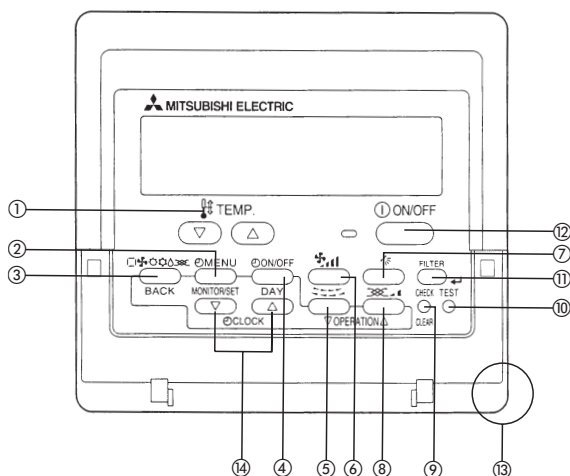 MITSUBISHI ELECTRIC
① TEMP. ON/OFF ⑫
② MENU ON/OFF FILTER ⑦
③ BACK MONITOR/SET DAY CHECK TEST ⑪
CLOCK ▽ OPERATION △ CLEAR ⑩
⑭ ④ ⑤ ⑥ ⑧ ⑨ ⑬